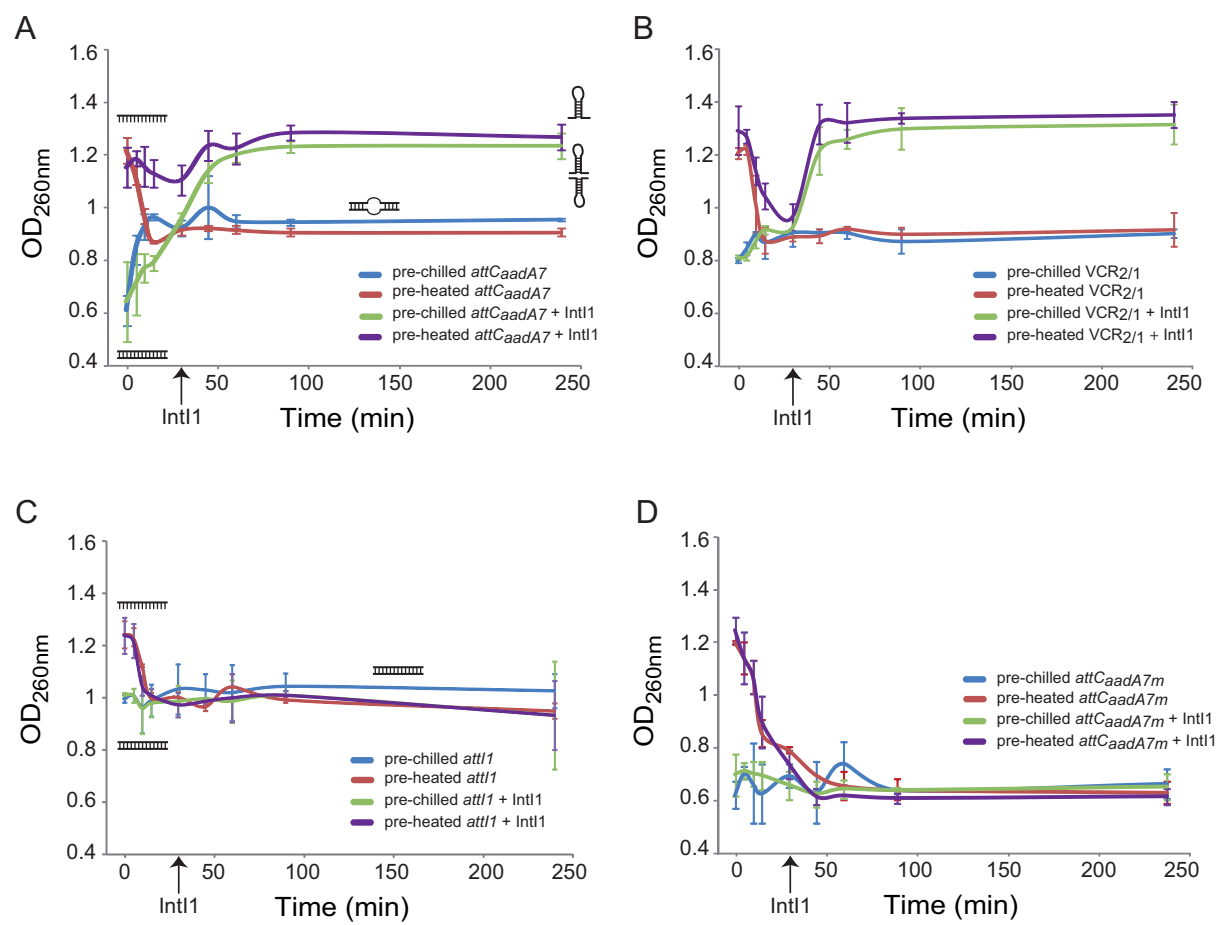 A
1.6
1.4
1.2
1
0.8
0.6
0.4
OD260nm
0 50 100 150 200 250
IntI1
Time (min)
pre-chilled attCaadA7
pre-heated attCaadA7
pre-chilled attCaadA7 + IntI1
pre-heated attCaadA7 + IntI1
B
1.6
1.4
1.2
1
0.8
0.6
0.4
OD260nm
0 50 100 150 200 250
IntI1
Time (min)
pre-chilled VCR2/1
pre-heated VCR2/1
pre-chilled VCR2/1 + IntI1
pre-heated VCR2/1 + IntI1
C
1.6
1.4
1.2
1
0.8
0.6
0.4
OD260nm
0 50 100 150 200 250
IntI1
Time (min)
pre-chilled attI1
pre-heated attI1
pre-chilled attI1 + IntI1
pre-heated attI1 + IntI1
D
1.6
1.4
1.2
1
0.8
0.6
0.4
OD260nm
0 50 100 150 200 250
IntI1
Time (min)
pre-chilled attCaadA7m
pre-heated attCaadA7m
pre-chilled attCaadA7m + IntI1
pre-heated attCaadA7m + IntI1